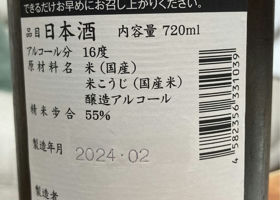 できるだけお早めにお召し上がりください。
品目 日本酒 内容量 720ml
アルコール分 16度
原材料名 米(国産)
米こうじ(国産米)
醸造アルコール
精米歩合 55%
製造年月 2024・02
製造者
4582356331039